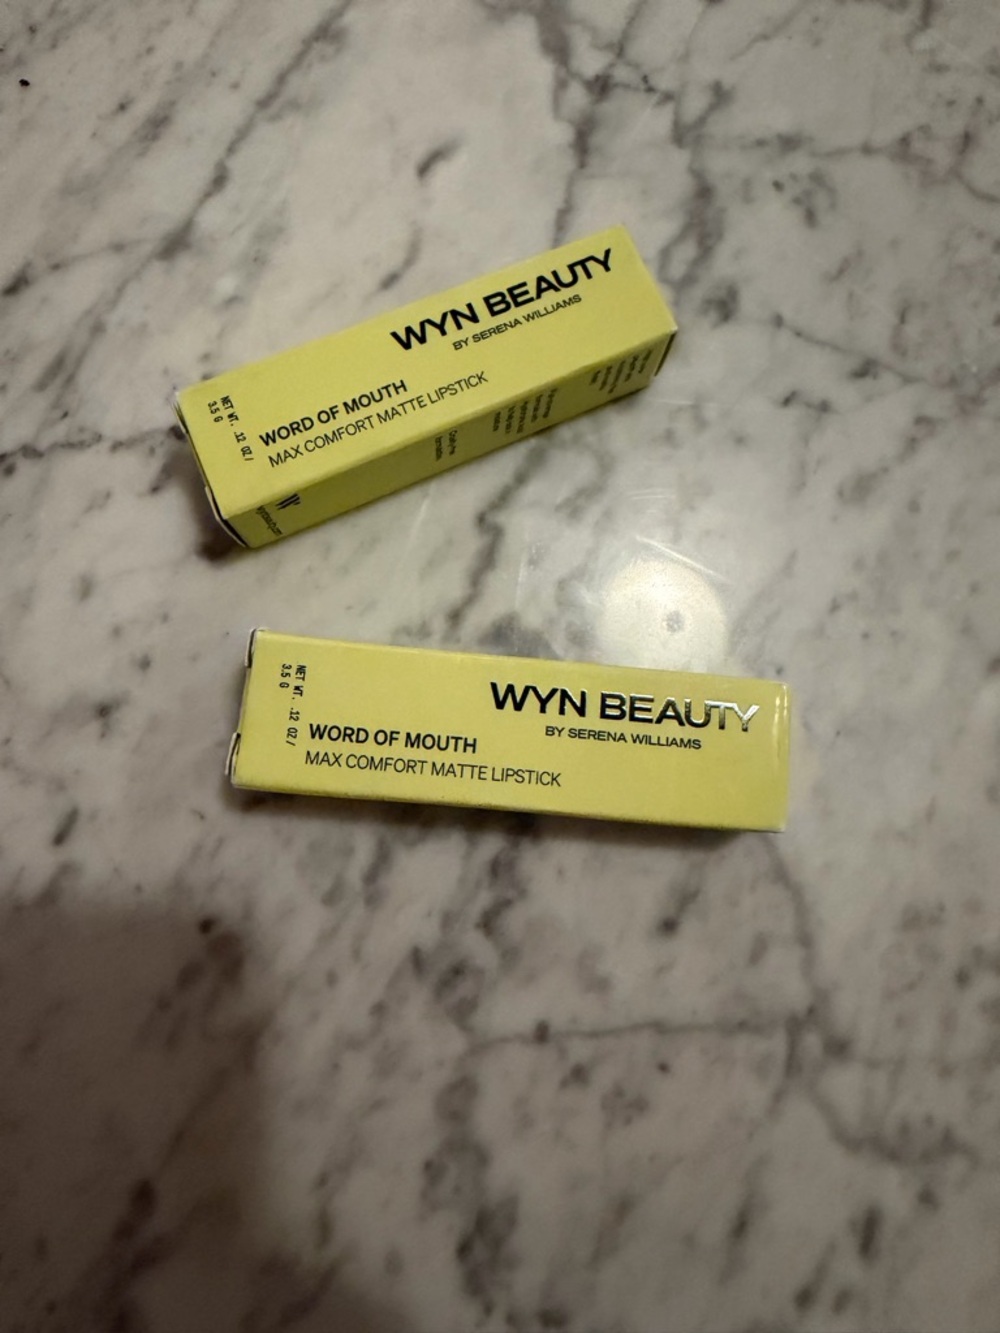 WYN BEAUTY
BY SERENA WILLIAMS
WORD OF MOUTH
MAX COMFORT MATTE LIPSTICK
NET WT. .12 OZ /
3.5 G
W
WYN BEAUTY
BY SERENA WILLIAMS
WORD OF MOUTH
MAX COMFORT MATTE LIPSTICK
NET WT. .12 OZ /
3.5 G